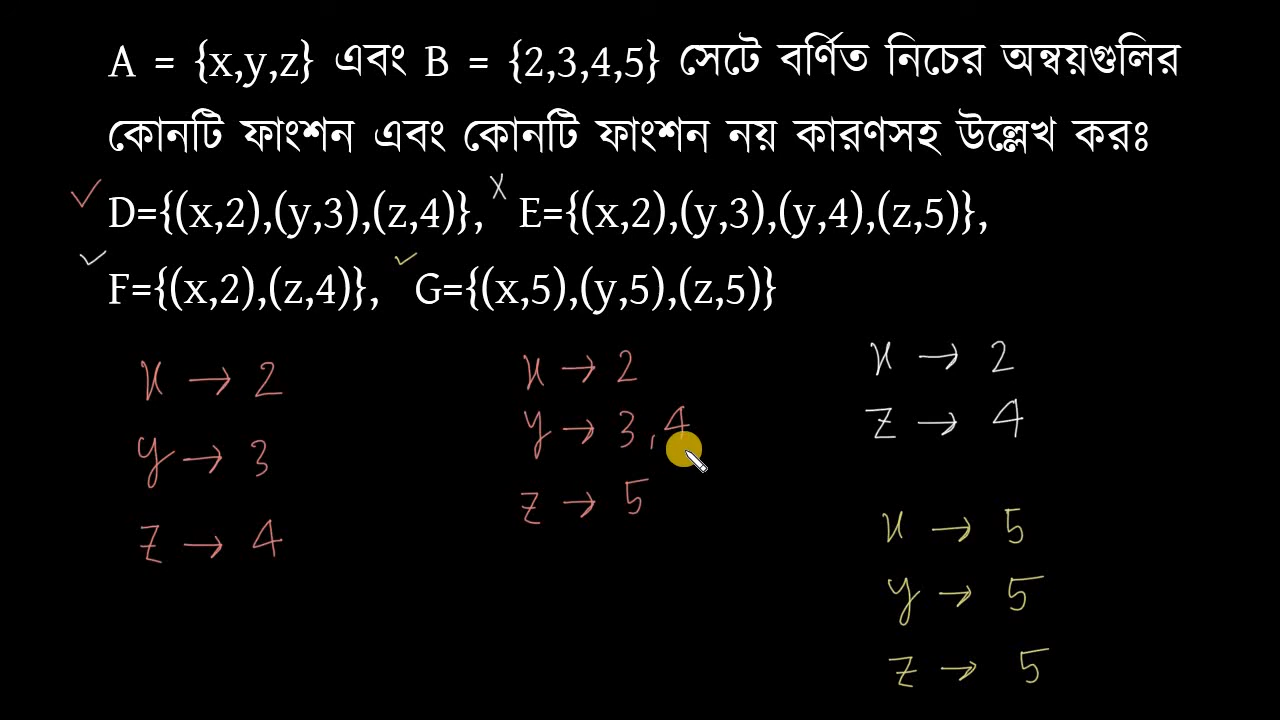 A = {x,y,z} এবং B = {2,3,4,5} সেটে বর্ণিত নিচের অন্বয়গুলির
কোনটি ফাংশন এবং কোনটি ফাংশন নয় কারণসহ উল্লেখ করঃ
✓ D={(x,2),(y,3),(z,4)}, x E={(x,2),(y,3),(y,4),(z,5)},
✓ F={(x,2),(z,4)}, ✓ G={(x,5),(y,5),(z,5)}
x → 2
y → 3
z → 4
x → 2
y → 3,4
z → 5
x → 2
z → 4
x → 5
y → 5
z → 5